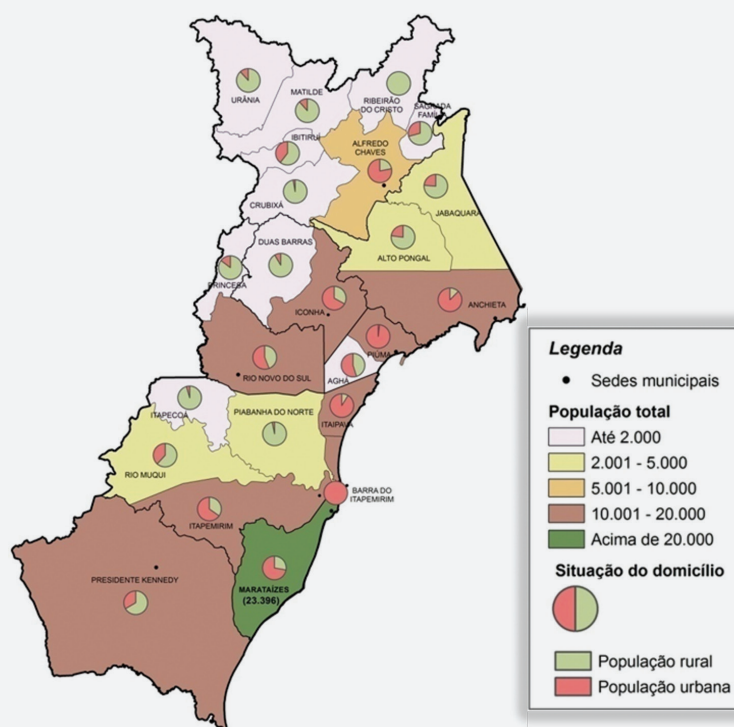 URÂNIA
MATILDE
RIBEIRÃO
DO CRISTO
SAGRADA
FAMÍL
IBITIRUÍ
ALFREDO
CHAVES
CRUBIXÁ
JABAQUARA
DUAS BARRAS
ALTO PONGAL
PRINCESA
ICONHA
ANCHIETA
PIÚMA
AGHÁ
RIO NOVO DO SUL
ITAPECOÁ
PIABANHA DO NORTE
ITAIPAVA
RIO MUQUI
BARRA DO
ITAPEMIRIM
ITAPEMIRIM
PRESIDENTE KENNEDY
MARATAÍZES
(23.396)
Legenda
Sedes municipais
População total
Até 2.000
2.001 - 5.000
5.001 - 10.000
10.001 - 20.000
Acima de 20.000
Situação do domicílio
População rural
População urbana